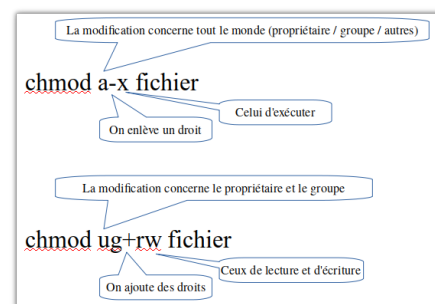 La modification concerne tout le monde (propriétaire / groupe / autres)
chmod a-x fichier
Celui d'exécuter
On enlève un droit
La modification concerne le propriétaire et le groupe
chmod ug+rw fichier
Ceux de lecture et d'écriture
On ajoute des droits